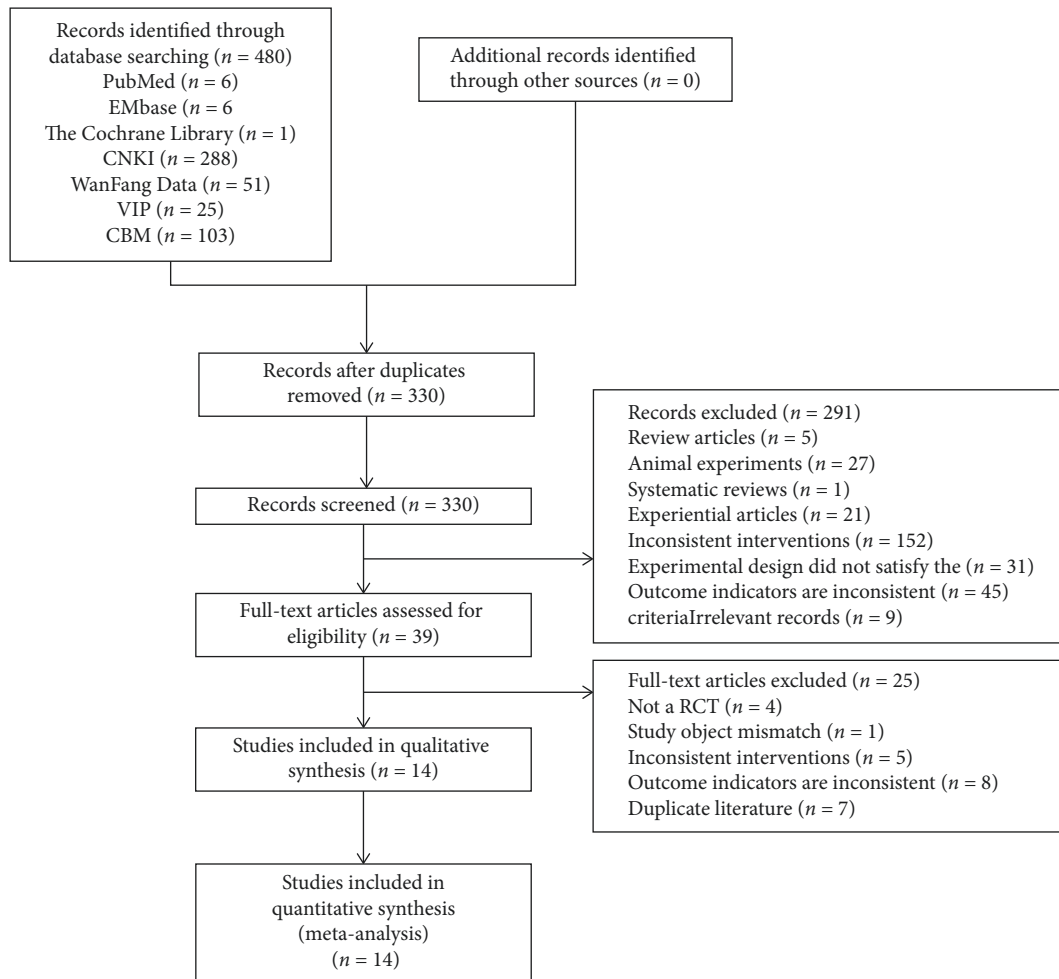 Records identified through
database searching (n = 480)
PubMed (n = 6)
EMbase (n = 6
The Cochrane Library (n = 1)
CNKI (n = 288)
WanFang Data (n = 51)
VIP (n = 25)
CBM (n = 103)
Additional records identified
through other sources (n = 0)
Records after duplicates
removed (n = 330)
Records screened (n = 330)
Records excluded (n = 291)
Review articles (n = 5)
Animal experiments (n = 27)
Systematic reviews (n = 1)
Experiential articles (n = 21)
Inconsistent interventions (n = 152)
Experimental design did not satisfy the (n = 31)
Outcome indicators are inconsistent (n = 45)
criteriaIrrelevant records (n = 9)
Full-text articles assessed for
eligibility (n = 39)
Full-text articles excluded (n = 25)
Not a RCT (n = 4)
Study object mismatch (n = 1)
Inconsistent interventions (n = 5)
Outcome indicators are inconsistent (n = 8)
Duplicate literature (n = 7)
Studies included in qualitative
synthesis (n = 14)
Studies included in
quantitative synthesis
(meta-analysis)
(n = 14)